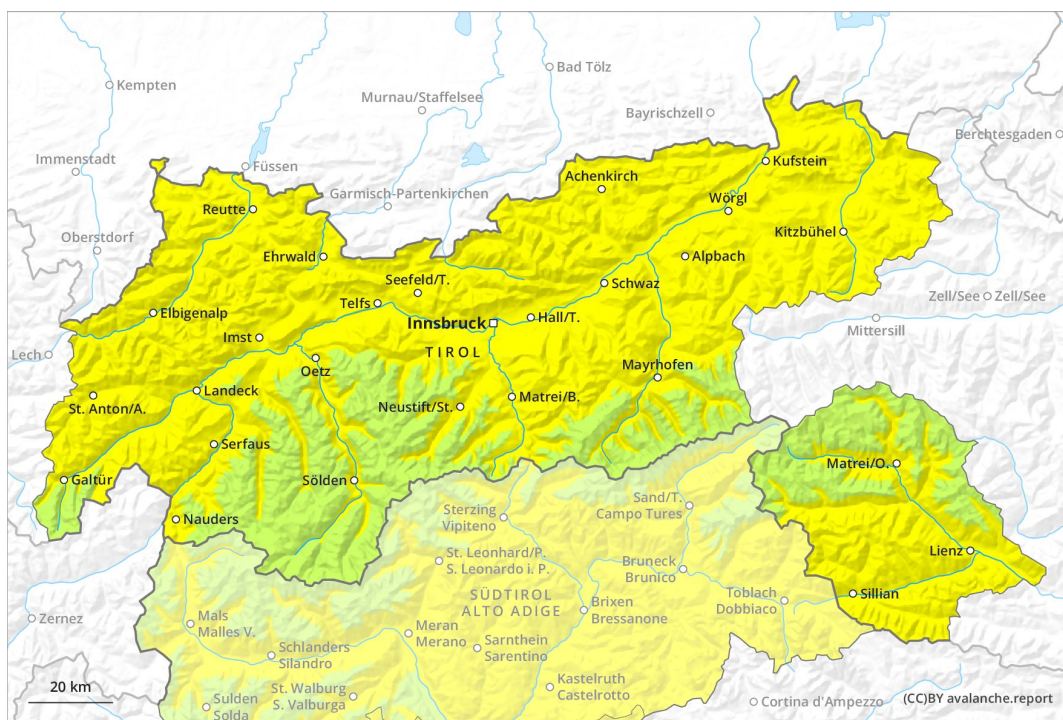 Kempten
Bad Tölz
Murnau/Staffelsee
Bayrischzell
Berchtesgaden
Immenstadt
Füssen
Kufstein
Achenkirch
Garmisch-Partenkirchen
Wörgl
Reutte
Oberstdorf
Kitzbühel
Ehrwald
Alpbach
Seefeld/T.
Schwaz
Zell/See
Zell/See
Telfs
Elbigenalp
Innsbruck
Hall/T.
Mittersill
Imst
Lech
TIROL
Oetz
Mayrhofen
Landeck
St. Anton/A.
Neustift/St.
Matrei/B.
Serfaus
Matrei/O.
Galtür
Sölden
Sand/T.
Campo Tures
Sterzing
Vipiteno
Nauders
St. Leonhard/P.
S. Leonardo i. P.
Lienz
Bruneck
Brunico
SÜDTIROL
ALTO ADIGE
Toblach
Dobbiaco
Sillian
Brixen
Bressanone
Zernez
Mals
Malles V.
Meran
Merano
Sarnthein
Sarentino
Schlanders
Silandro
20 km
St. Walburg
S. Valburga
Kastelruth
Castelrotto
Sulden
Solda
Cortina d'Ampezzo
(CC)BY avalanche.report